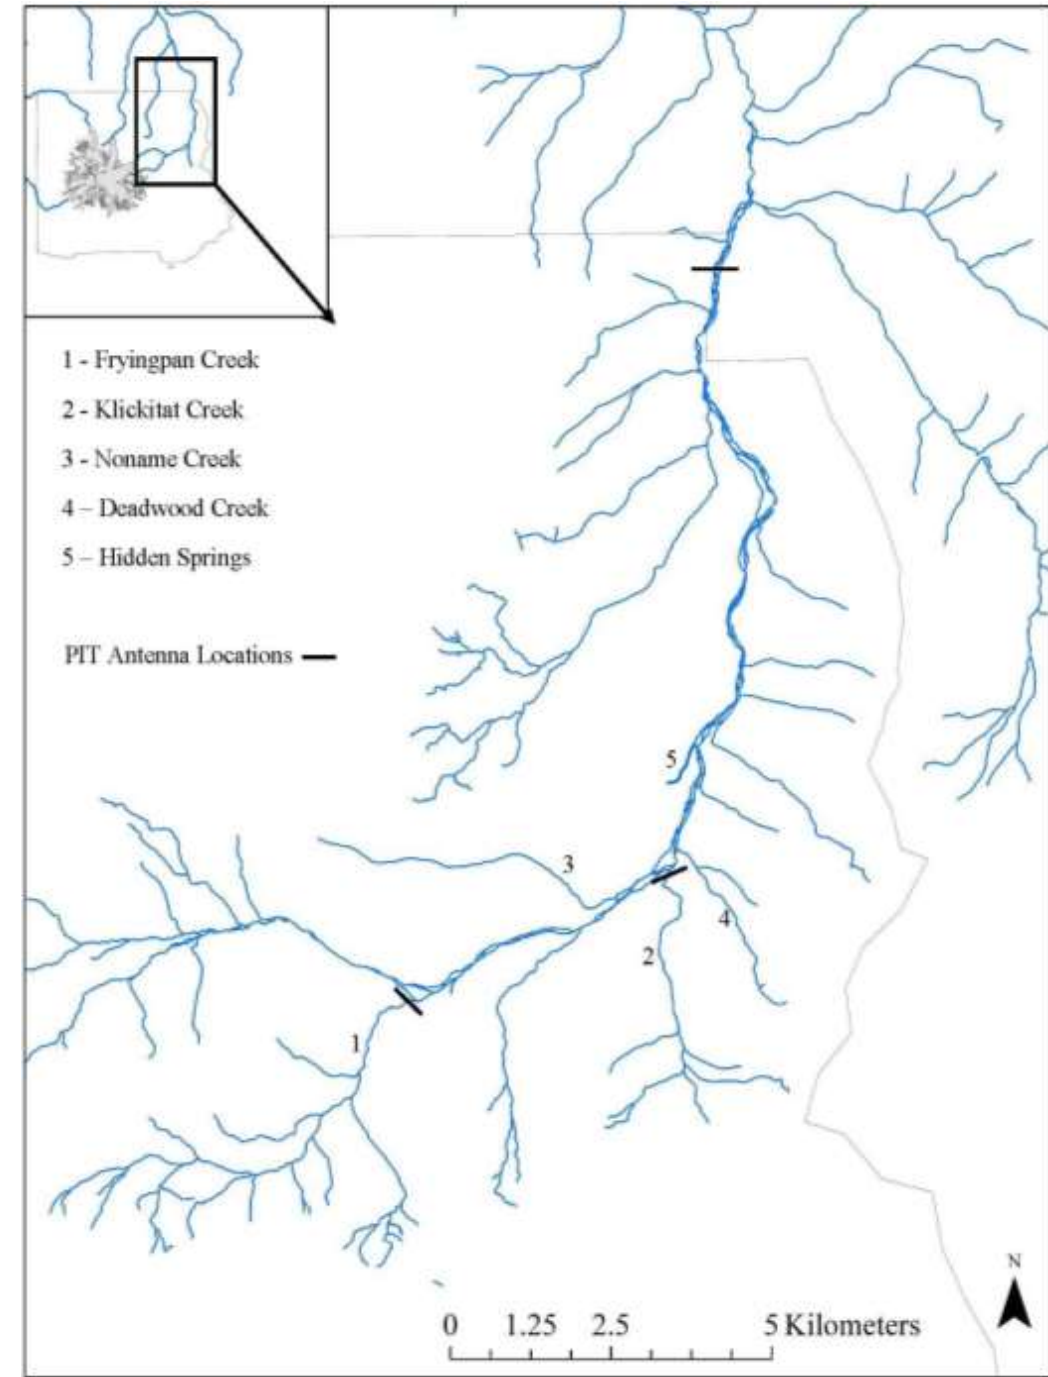 1 - Fryingpan Creek
2 - Klickitat Creek
3 - Noname Creek
4 – Deadwood Creek
5 – Hidden Springs
PIT Antenna Locations
5
3
4
2
1
N
0 1.25 2.5 5 Kilometers